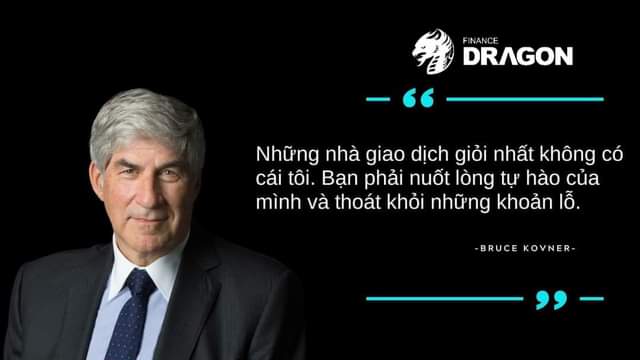 FINANCE
DRAGON
Những nhà giao dịch giỏi nhất không có
cái tôi. Bạn phải nuốt lòng tự hào của
mình và thoát khỏi những khoản lỗ.
-BRUCE KOVNER-